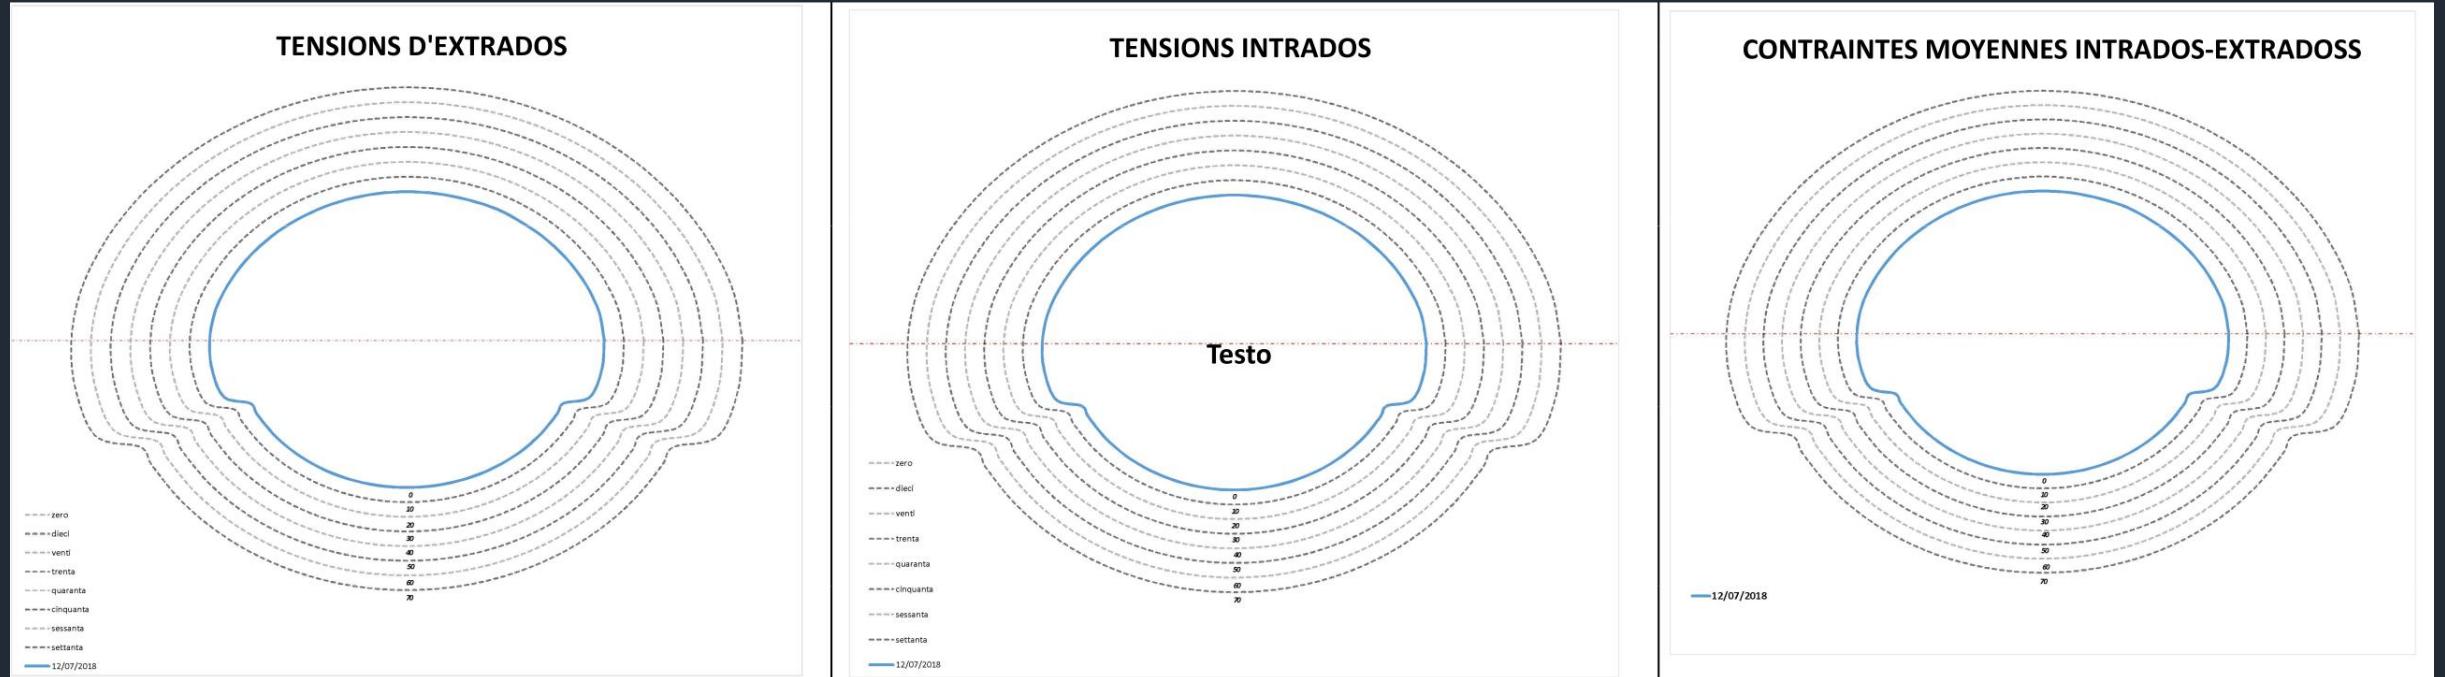 TENSIONS D'EXTRADOS
0
10
20
30
40
50
60
70
zero
dieci
venti
trenta
quaranta
cinquanta
sessanta
settanta
12/07/2018
TENSIONS INTRADOS
Testo
0
10
20
30
40
50
60
70
zero
dieci
venti
trenta
quaranta
cinquanta
sessanta
settanta
12/07/2018
CONTRAINTES MOYENNES INTRADOS-EXTRADOSS
0
10
20
30
40
50
60
70
12/07/2018